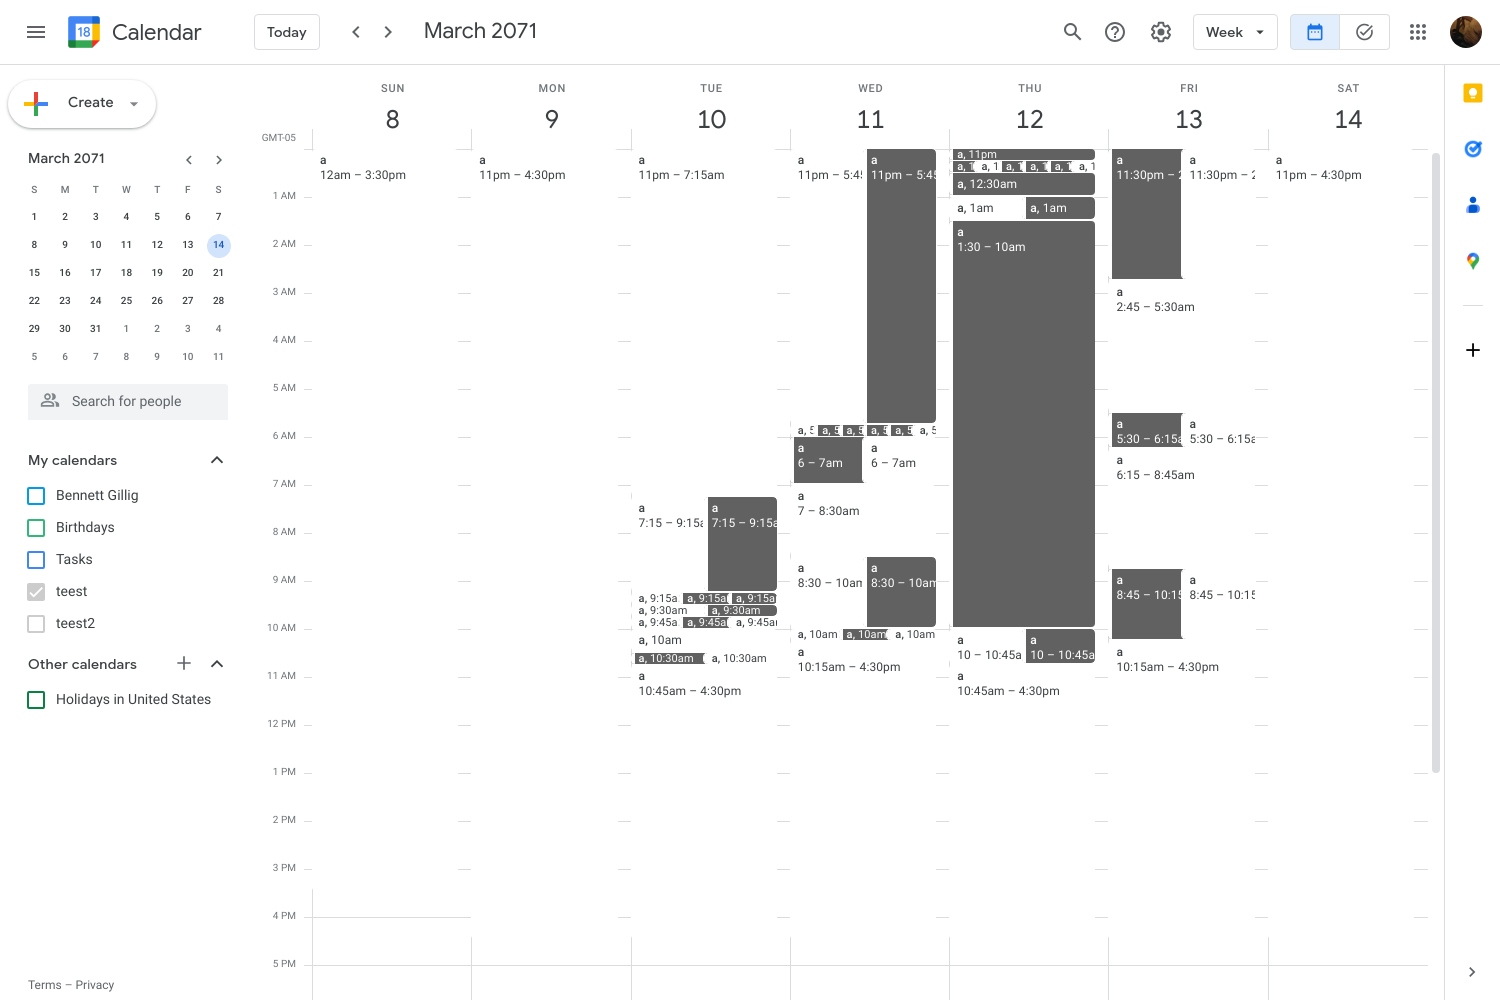 18 Calendar Today March 2071 Week
Create
March 2071
S M T W T F S
1 2 3 4 5 6 7
8 9 10 11 12 13 14
15 16 17 18 19 20 21
22 23 24 25 26 27 28
29 30 31 1 2 3 4
5 6 7 8 9 10 11
Search for people
My calendars
Bennett Gillig
Birthdays
Tasks
teest
teest2
Other calendars
Holidays in United States
Terms – Privacy
SUN MON TUE WED THU FRI SAT
8 9 10 11 12 13 14
GMT-05
1 AM
2 AM
3 AM
4 AM
5 AM
6 AM
7 AM
8 AM
9 AM
10 AM
11 AM
12 PM
1 PM
2 PM
3 PM
4 PM
5 PM
a
12am – 3:30pm
a
11pm – 4:30pm
a
11pm – 7:15am
a
7:15 – 9:15a
a
7:15 – 9:15a
a, 9:15a a, 9:15a a, 9:15a
a, 9:30am a, 9:30am
a, 9:45a a, 9:45a a, 9:45a
a, 10am
a, 10:30am a, 10:30am
a
10:45am – 4:30pm
a
11pm – 5:45
a
11pm – 5:45
a, 5 a, 5 a, 5 a, 5 a, 5 a, 5
a
6 – 7am
a
6 – 7am
a
7 – 8:30am
a
8:30 – 10am
a
8:30 – 10am
a, 10am a, 10am a, 10am
a
10:15am – 4:30pm
a, 11pm
a, 1 a, 1 a, 1 a, 1 a, 1 a, 1
a, 12:30am
a, 1am a, 1am
a
1:30 – 10am
a
10 – 10:45a
a
10 – 10:45a
a
10:45am – 4:30pm
a
11:30pm – 2
a
11:30pm – 2
a
2:45 – 5:30am
a
5:30 – 6:15a
a
5:30 – 6:15a
a
6:15 – 8:45am
a
8:45 – 10:15
a
8:45 – 10:15
a
10:15am – 4:30pm
a
11pm – 4:30pm